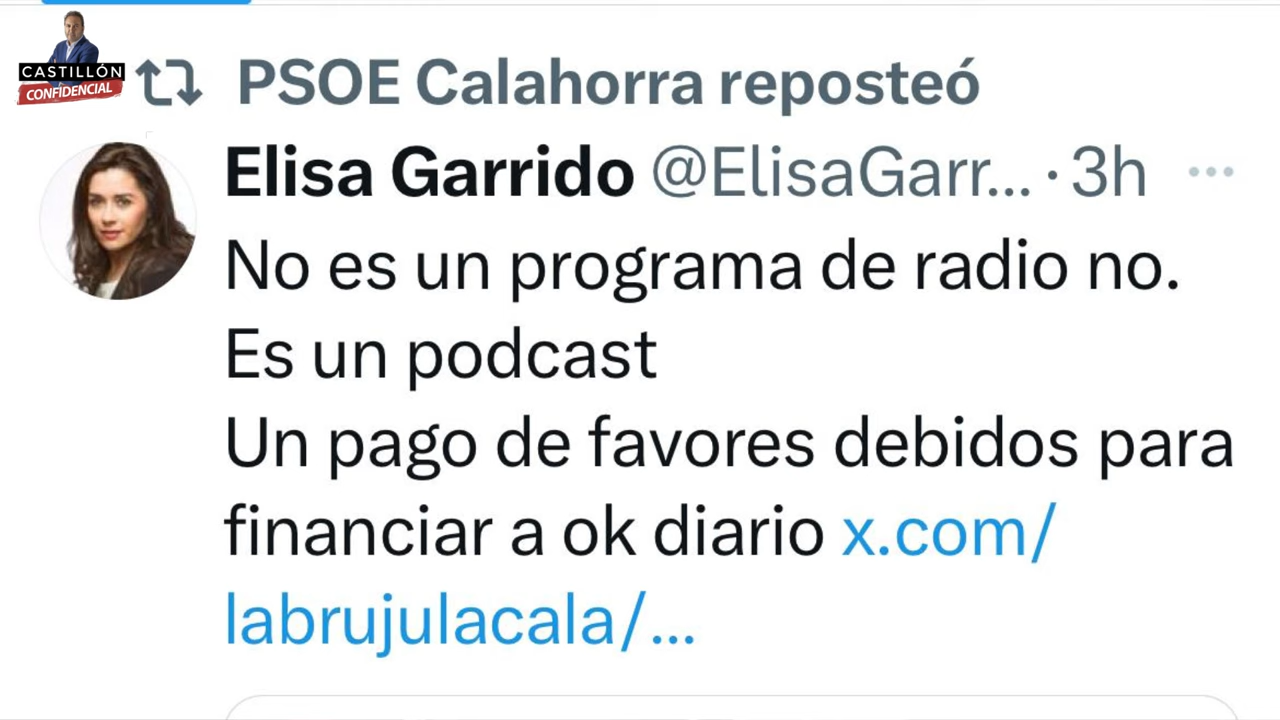 CASTILLÓN
CONFIDENCIAL
PSOE Calahorra reposteó
Elisa Garrido @ElisaGarr... · 3h ...
No es un programa de radio no.
Es un podcast
Un pago de favores debidos para
financiar a ok diario x.com/
labrujulacala/...